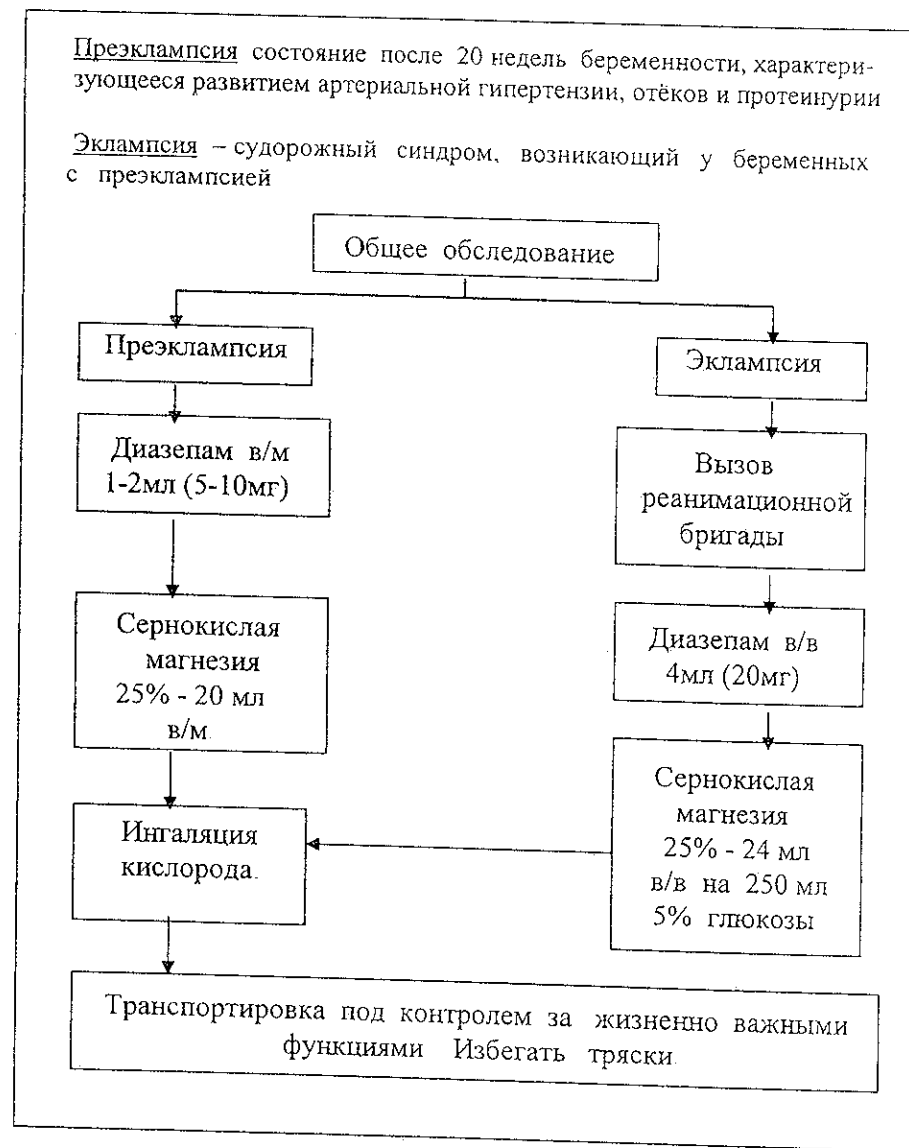 Преэклампсия состояние после 20 недель беременности, характери-
зующееся развитием артериальной гипертензии, отёков и протеинурии
Эклампсия – судорожный синдром, возникающий у беременных
с преэклампсией
Общее обследование
Преэклампсия
Эклампсия
Диазепам в/м
1-2мл (5-10мг)
Вызов
реанимационной
бригады
Сернокислая
магнезия
25% - 20 мл
в/м.
Диазепам в/в
4мл (20мг)
Сернокислая
магнезия
25% - 24 мл
в/в на 250 мл
5% глюкозы
Ингаляция
кислорода.
Транспортировка под контролем за жизненно важными
функциями Избегать тряски.